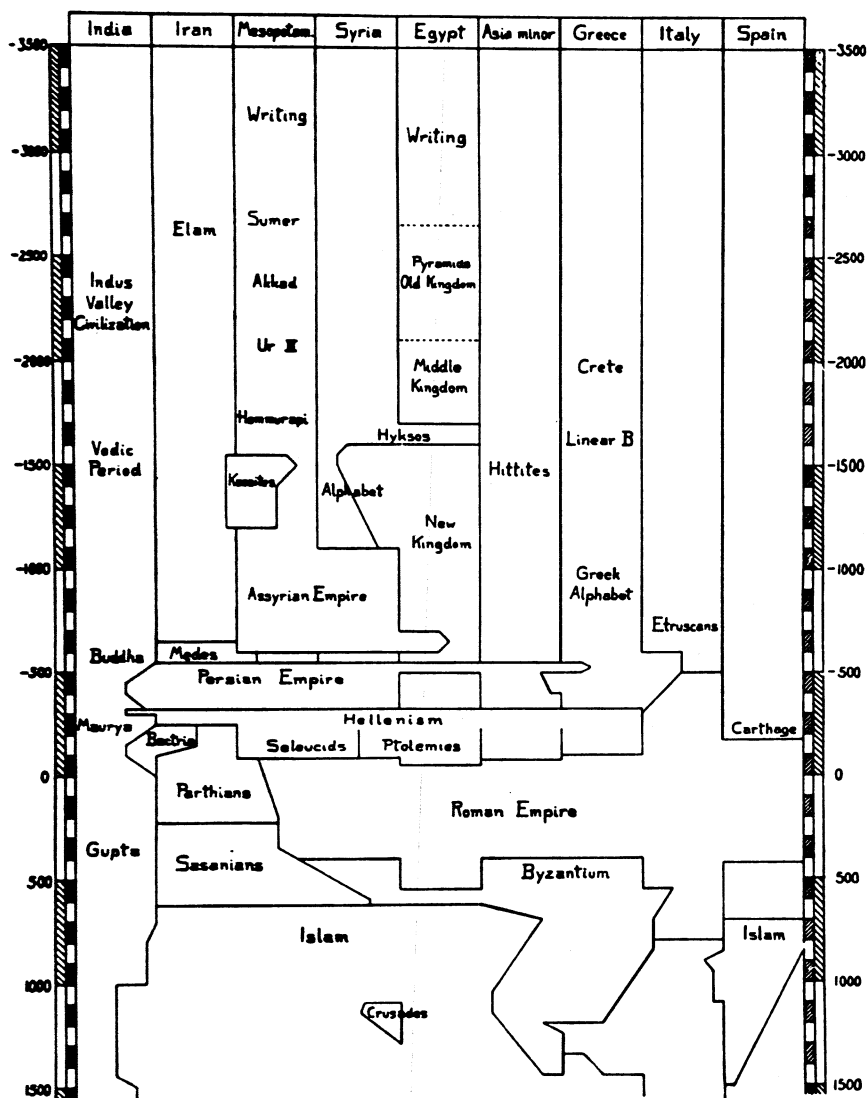 India Iran Mesopotam. Syria Egypt Asia minor Greece Italy Spain
-3500 -3500
Writing
Writing
-3000 -3000
Sumer
Elam
-2500 -2500
Pyramids
Old Kingdom
Akkad
Indus
Valley
Civilization
Ur III
-2000 -2000
Middle
Kingdom
Crete
Hammurapi
Hyksos
Linear B
Vedic
Period
-1500 -1500
Hittites
Kassites
Alphabet
New
Kingdom
-1000 -1000
Greek
Alphabet
Assyrian Empire
Etruscans
Buddha
Medes
-500 -500
Persian Empire
Hellenism
Maurya
Carthage
Bactria
Seleucids
Ptolemies
0 0
Parthians
Roman Empire
Gupta
Sasanians
Byzantium
500 500
Islam
Islam
1000 1000
Crusades
1500 1500